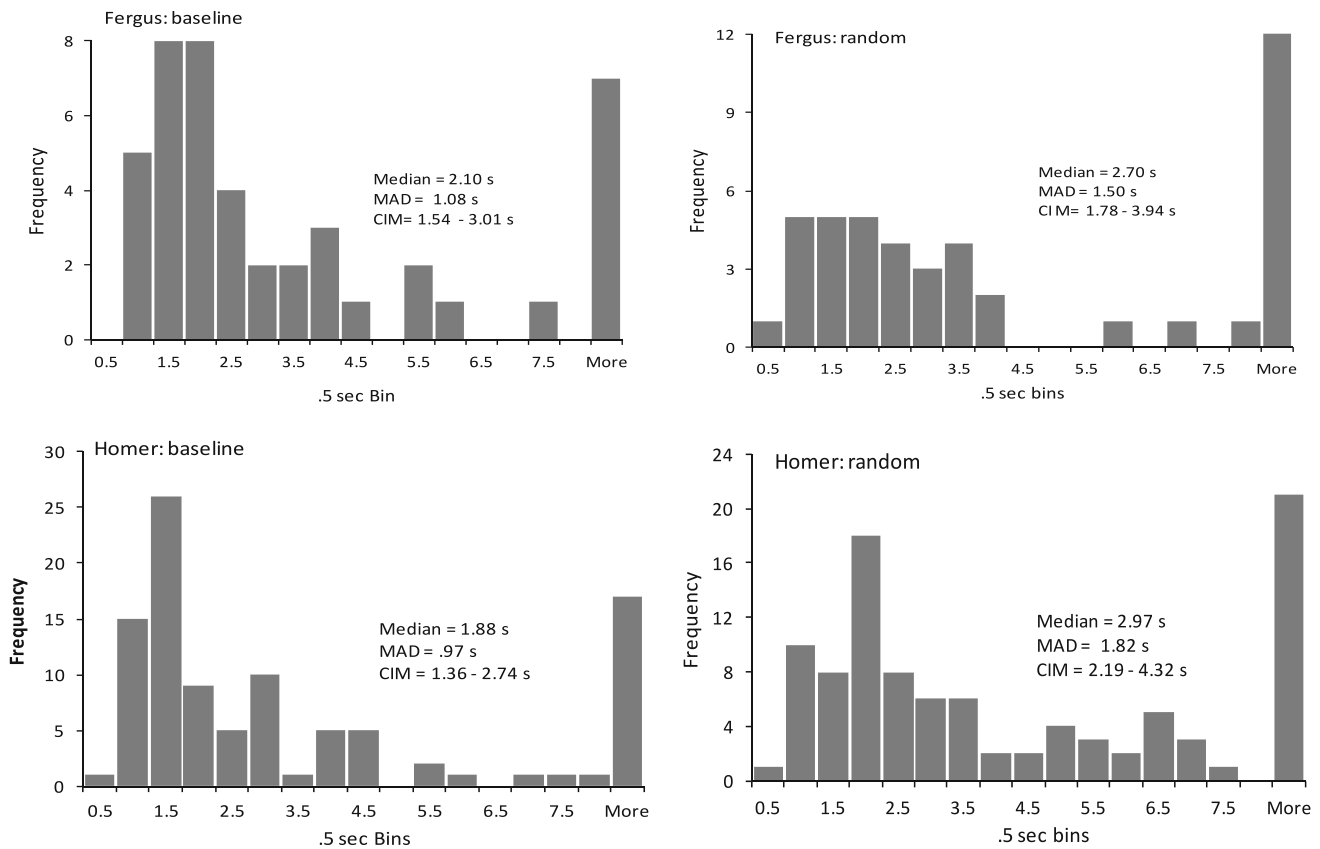 Fergus: baseline
8
6
4
2
0
Frequency
Median = 2.10 s
MAD = 1.08 s
CIM= 1.54 - 3.01 s
0.5 1.5 2.5 3.5 4.5 5.5 6.5 7.5 More
.5 sec Bin
Fergus: random
12
9
6
3
0
Frequency
Median = 2.70 s
MAD = 1.50 s
CI M= 1.78 - 3.94 s
0.5 1.5 2.5 3.5 4.5 5.5 6.5 7.5 More
.5 sec bins
Homer: baseline
30
25
20
15
10
5
0
Frequency
Median = 1.88 s
MAD = .97 s
CIM = 1.36 - 2.74 s
0.5 1.5 2.5 3.5 4.5 5.5 6.5 7.5 More
.5 sec Bins
Homer: random
24
20
16
12
8
4
0
Frequency
Median = 2.97 s
MAD = 1.82 s
CIM = 2.19 - 4.32 s
0.5 1.5 2.5 3.5 4.5 5.5 6.5 7.5 More
.5 sec bins